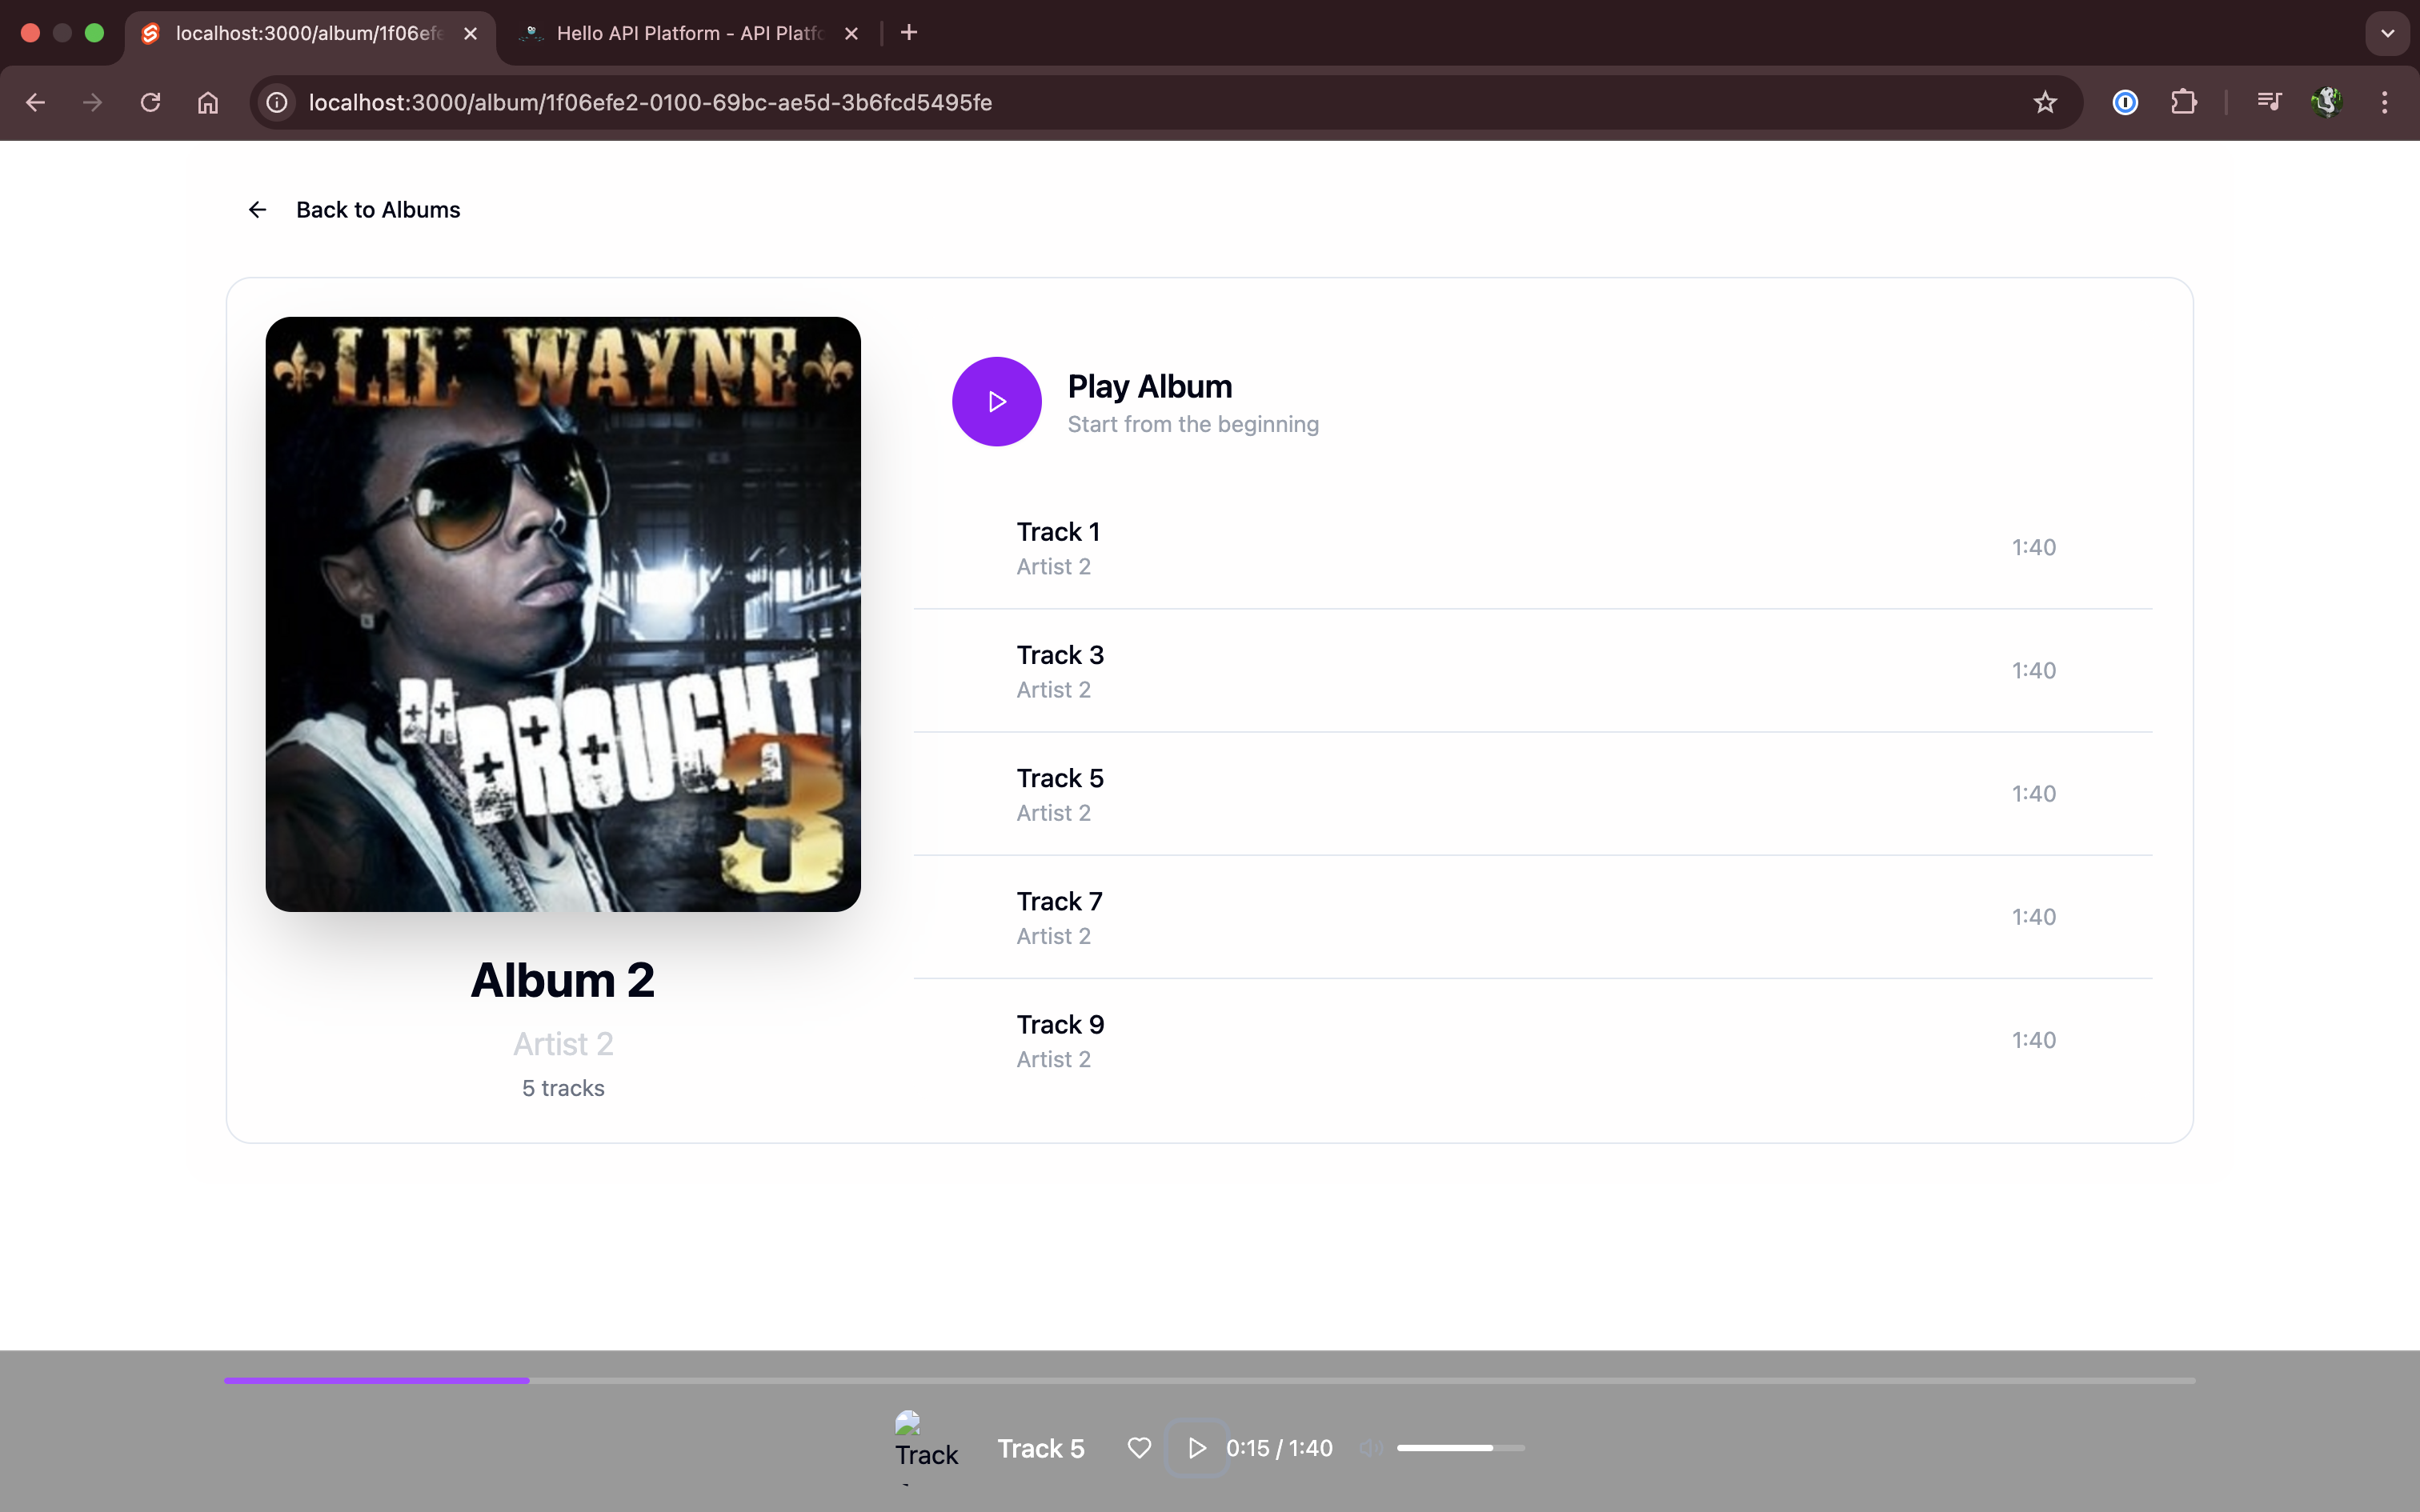 localhost:3000/album/1f06efe
Hello API Platform - API Platfo
localhost:3000/album/1f06efe2-0100-69bc-ae5d-3b6fcd5495fe
Back to Albums
LIL' WAYNE
DA DROUGHT
3
Album 2
Artist 2
5 tracks
Play Album
Start from the beginning
Track 1
Artist 2
1:40
Track 3
Artist 2
1:40
Track 5
Artist 2
1:40
Track 7
Artist 2
1:40
Track 9
Artist 2
1:40
Track
Track 5
0:15 / 1:40